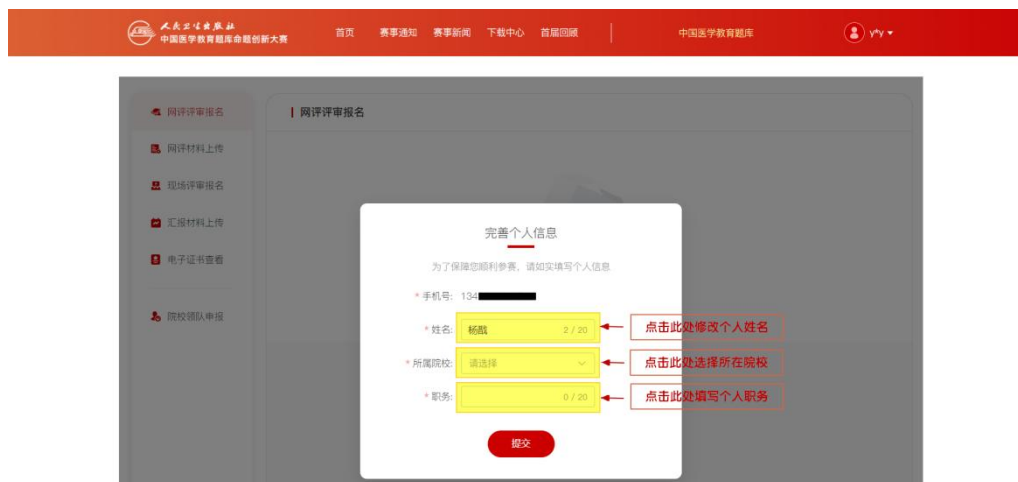 人民卫生出版社
中国医学教育题库命题创新大赛
首页 赛事通知 赛事新闻 下载中心 首届回顾 中国医学教育题库 y*y
网评评审报名
网评评审报名
网评材料上传
现场评审报名
汇报材料上传
电子证书查看
院校领队申报
完善个人信息
为了保障您顺利参赛，请如实填写个人信息
* 手机号: 134
* 姓名: 杨戬 2 / 20 点击此处修改个人姓名
* 所属院校: 请选择 点击此处选择所在院校
* 职务: 0 / 20 点击此处填写个人职务
提交